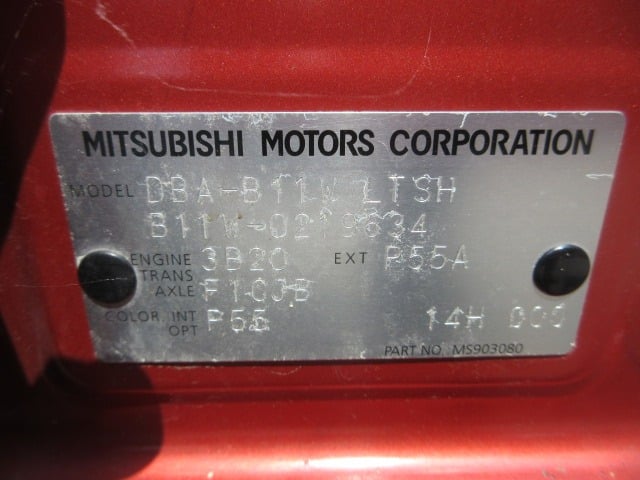 MITSUBISHI MOTORS CORPORATION
MODEL DBA-B11W LTSH
B11W-0219634
ENGINE 3B20 EXT P55A
TRANS
AXLE F1CJB
COLOR, INT P55 14H 000
OPT
PART NO. MS903080